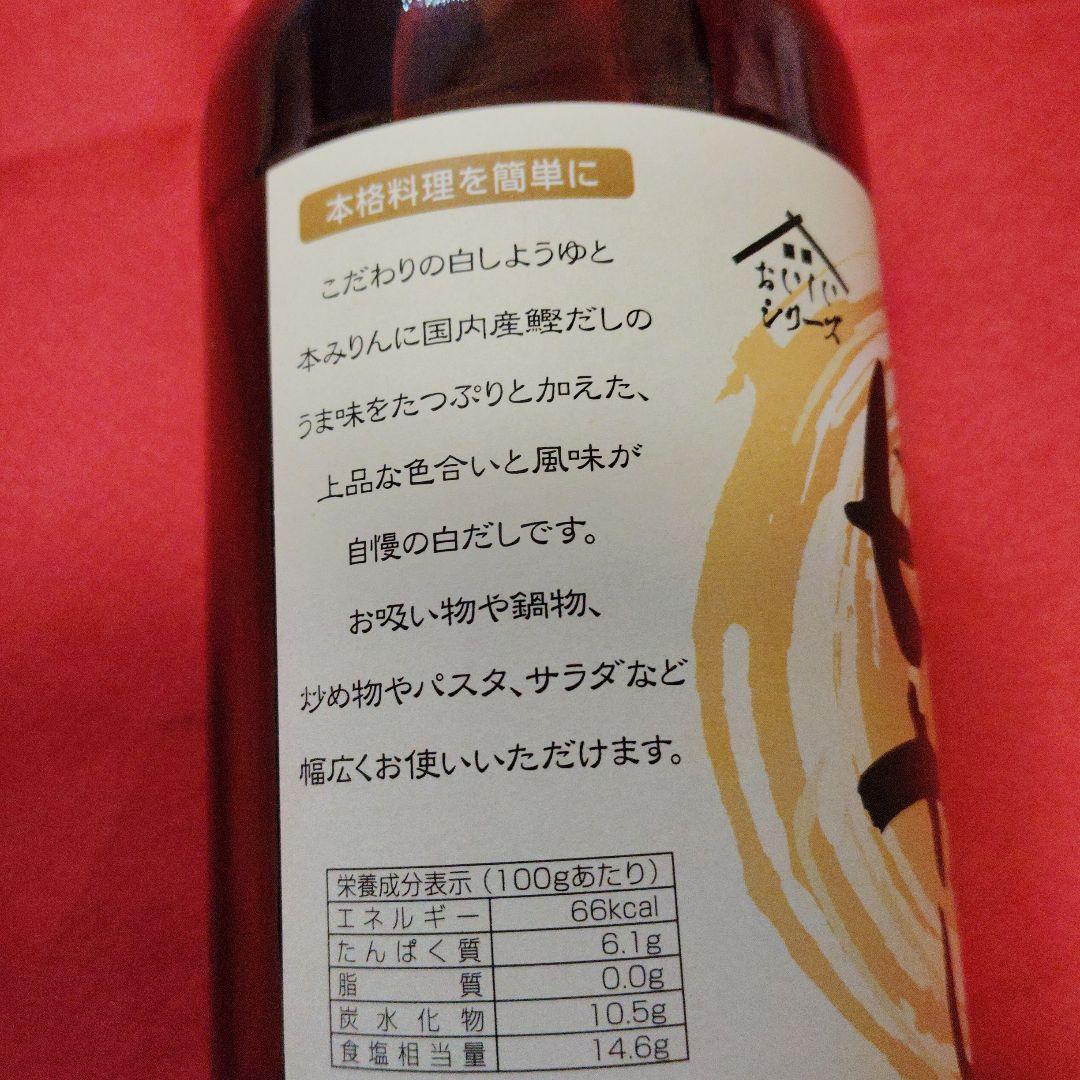 本格料理を簡単に
こだわりの白しようゆと
本みりんに国内産鰹だしの
うま味をたつぷりと加えた、
上品な色合いと風味が
自慢の白だしです。
お吸い物や鍋物、
炒め物やパスタ、サラダなど
幅広くお使いいただけます。
栄養成分表示(100gあたり)
エネルギー 66kcal
たんぱく質 6.1g
脂質 0.0g
炭水化物 10.5g
食塩相当量 14.6g
シリーズ